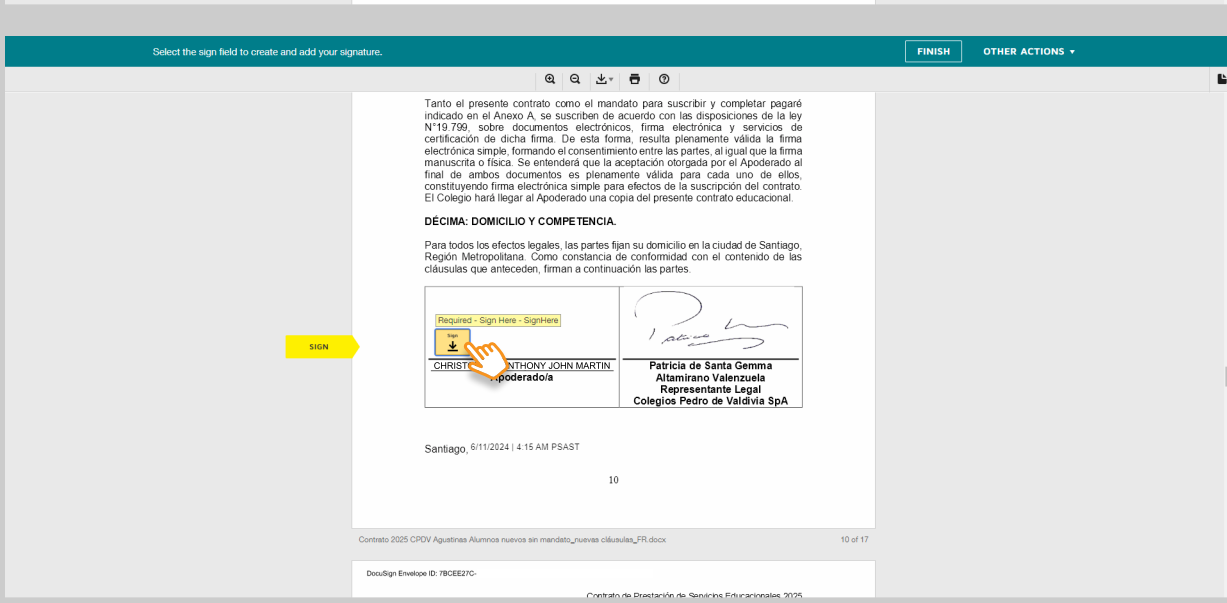 Select the sign field to create and add your signature.
FINISH
OTHER ACTIONS
Tanto el presente contrato como el mandato para suscribir y completar pagaré
indicado en el Anexo A, se suscriben de acuerdo con las disposiciones de la ley
N°19.799, sobre documentos electrónicos, firma electrónica y servicios de
certificación de dicha firma. De esta forma, resulta plenamente válida la firma
electrónica simple, formando el consentimiento entre las partes, al igual que la firma
manuscrita o física. Se entenderá que la aceptación otorgada por el Apoderado al
final de ambos documentos es plenamente válida para cada uno de ellos,
constituyendo firma electrónica simple para efectos de la suscripción del contrato.
El Colegio hará llegar al Apoderado una copia del presente contrato educacional.
DÉCIMA: DOMICILIO Y COMPETENCIA.
Para todos los efectos legales, las partes fijan su domicilio en la ciudad de Santiago,
Región Metropolitana. Como constancia de conformidad con el contenido de las
cláusulas que anteceden, firman a continuación las partes.
Required - Sign Here - SignHere
Sign
SIGN
JOHN MARTIN
Apoderado/a
Patricia de Santa Gemma
Altamirano Valenzuela
Representante Legal
Colegios Pedro de Valdivia SpA
Santiago, 6/11/2024 | 4:15 AM PSAST
10
Contrato 2025 CPDV Agustinas Alumnos nuevos sin mandato_nuevas cláusulas_FR.docx
10 of 17
DocuSign Envelope ID: 7BCEE27C-
Contrato de Prestación de Servicios Educacionales 2025